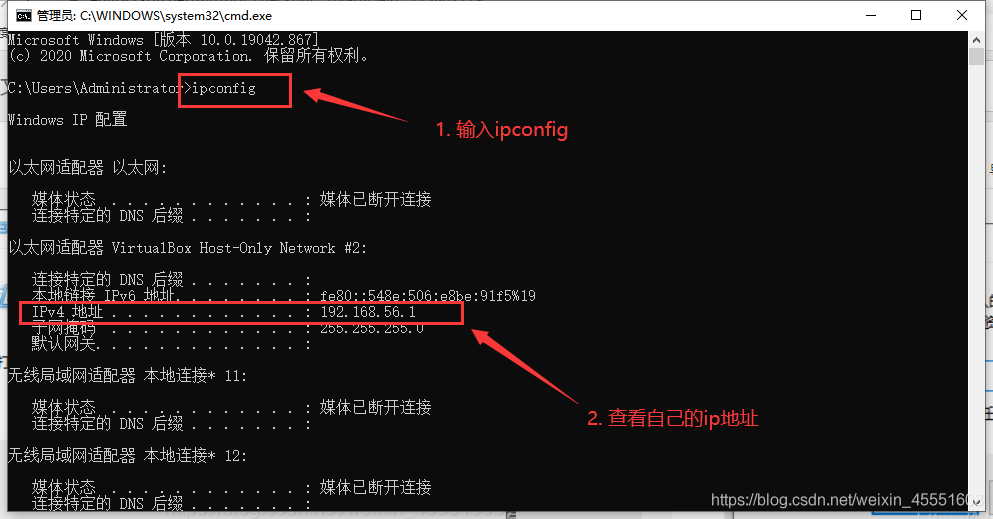 管理员: C:\WINDOWS\system32\cmd.exe
Microsoft Windows [版本 10.0.19042.867]
(c) 2020 Microsoft Corporation. 保留所有权利。
C:\Users\Administrator>ipconfig
1. 输入ipconfig
Windows IP 配置
以太网适配器 以太网:
媒体状态 . . . . . . . . . . . . : 媒体已断开连接
连接特定的 DNS 后缀 . . . . . . . :
以太网适配器 VirtualBox Host-Only Network #2:
连接特定的 DNS 后缀 . . . . . . . :
本地链接 IPv6 地址. . . . . . . . : fe80::548e:506:e8be:91f5%19
IPv4 地址 . . . . . . . . . . . . : 192.168.56.1
子网掩码 . . . . . . . . . . . . : 255.255.255.0
默认网关. . . . . . . . . . . . . :
2. 查看自己的ip地址
无线局域网适配器 本地连接* 11:
媒体状态 . . . . . . . . . . . . : 媒体已断开连接
连接特定的 DNS 后缀 . . . . . . . :
无线局域网适配器 本地连接* 12:
媒体状态 . . . . . . . . . . . . : 媒体已断开连接
连接特定的 DNS 后缀 . . . . . . . :